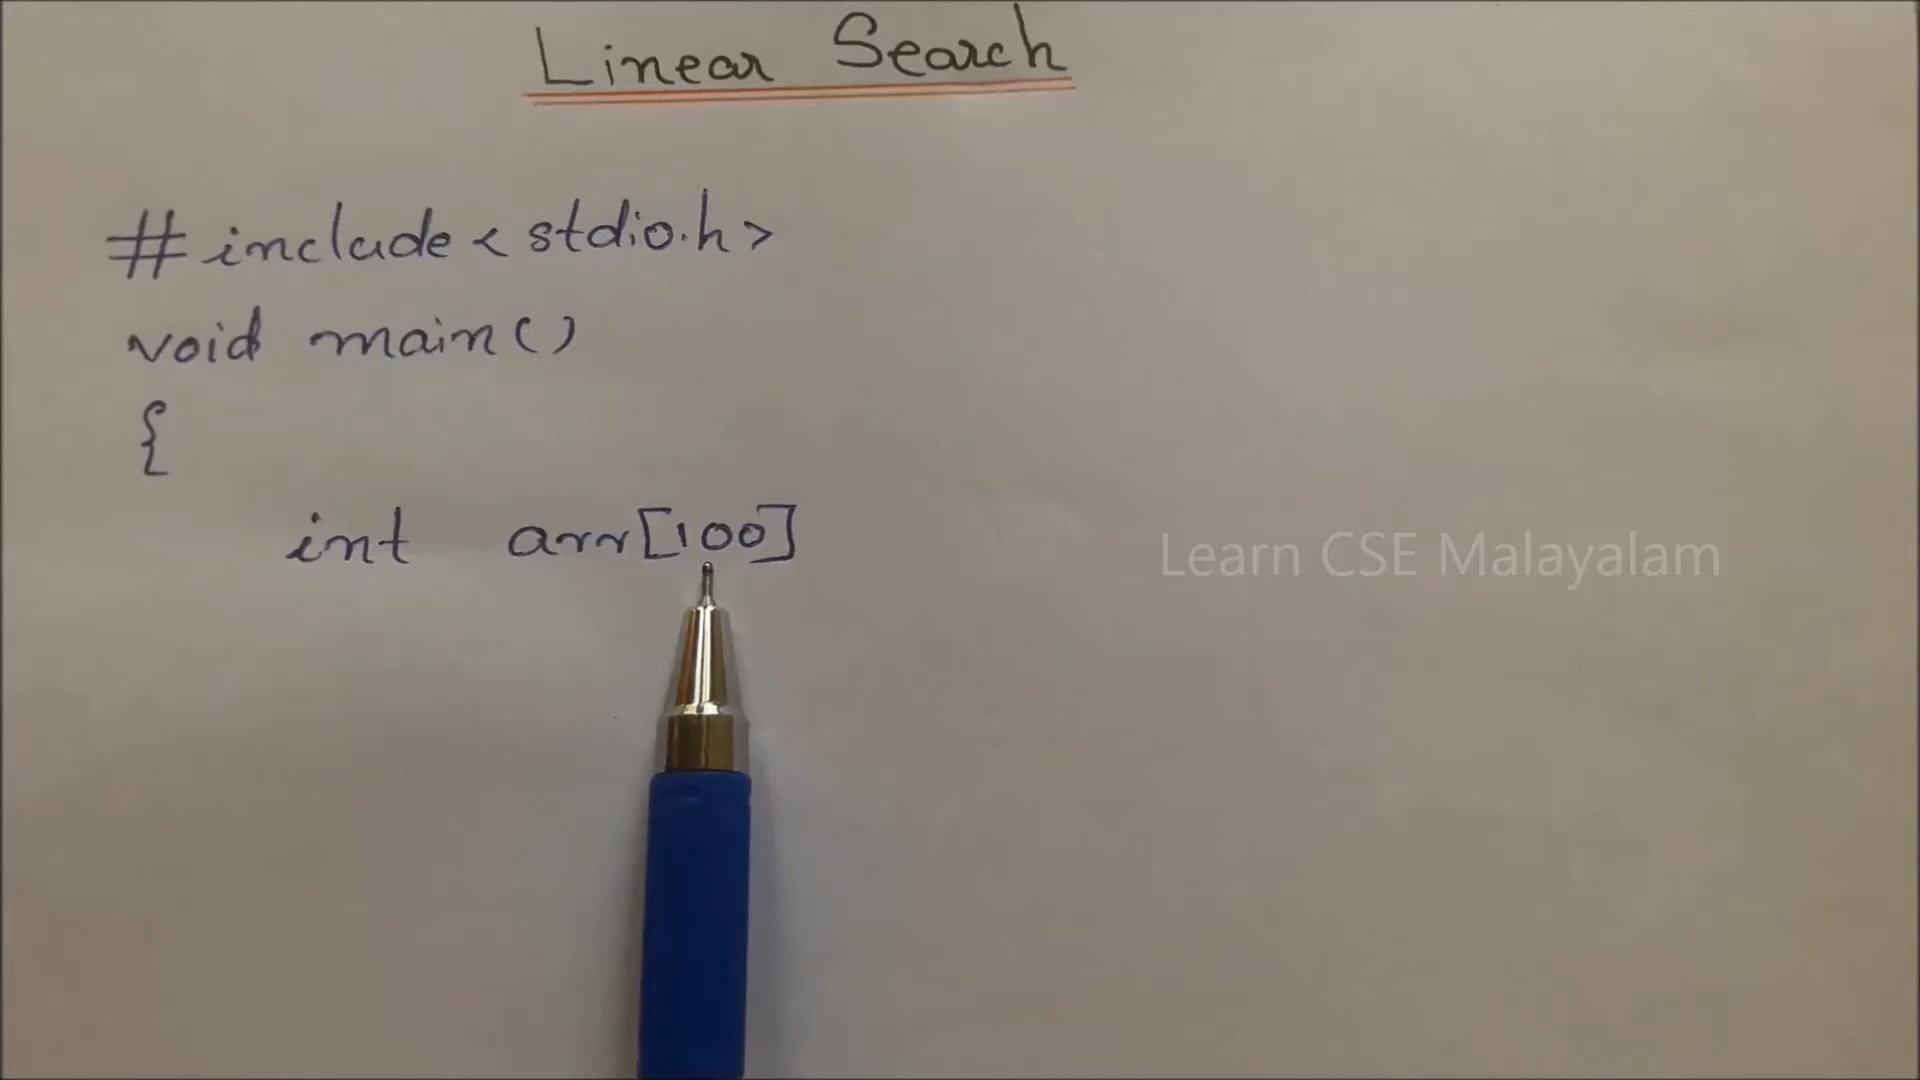 Linear Search
#include<stdio.h>
void main()
{
int arr[100]
Learn CSE Malayalam